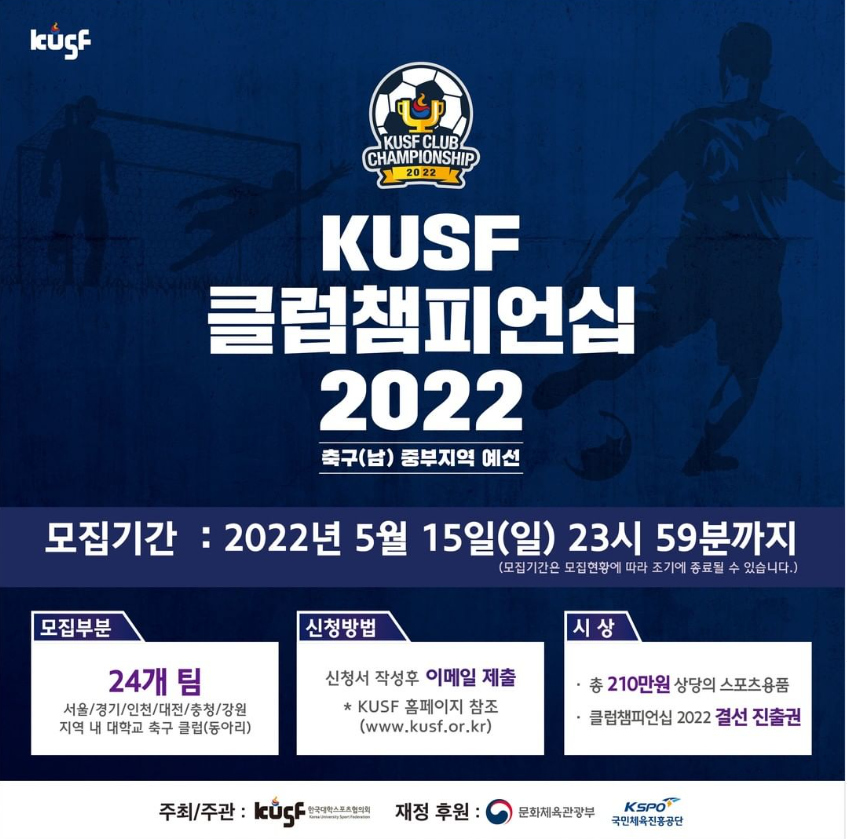 kusf
KUSF CLUB
CHAMPIONSHIP
2022
KUSF
클럽챔피언십
2022
축구(남) 중부지역 예선
모집기간 : 2022년 5월 15일(일) 23시 59분까지
(모집기간은 모집현황에 따라 조기에 종료될 수 있습니다.)
모집부분
24개 팀
서울/경기/인천/대전/충청/강원
지역 내 대학교 축구 클럽(동아리)
신청방법
신청서 작성후 이메일 제출
* KUSF 홈페이지 참조
(www.kusf.or.kr)
시 상
· 총 210만원 상당의 스포츠용품
· 클럽챔피언십 2022 결선 진출권
주최/주관 : kusf 한국대학스포츠협의회
Korea University Sport Federation
재정 후원 : 문화체육관광부
KSPO
국민체육진흥공단